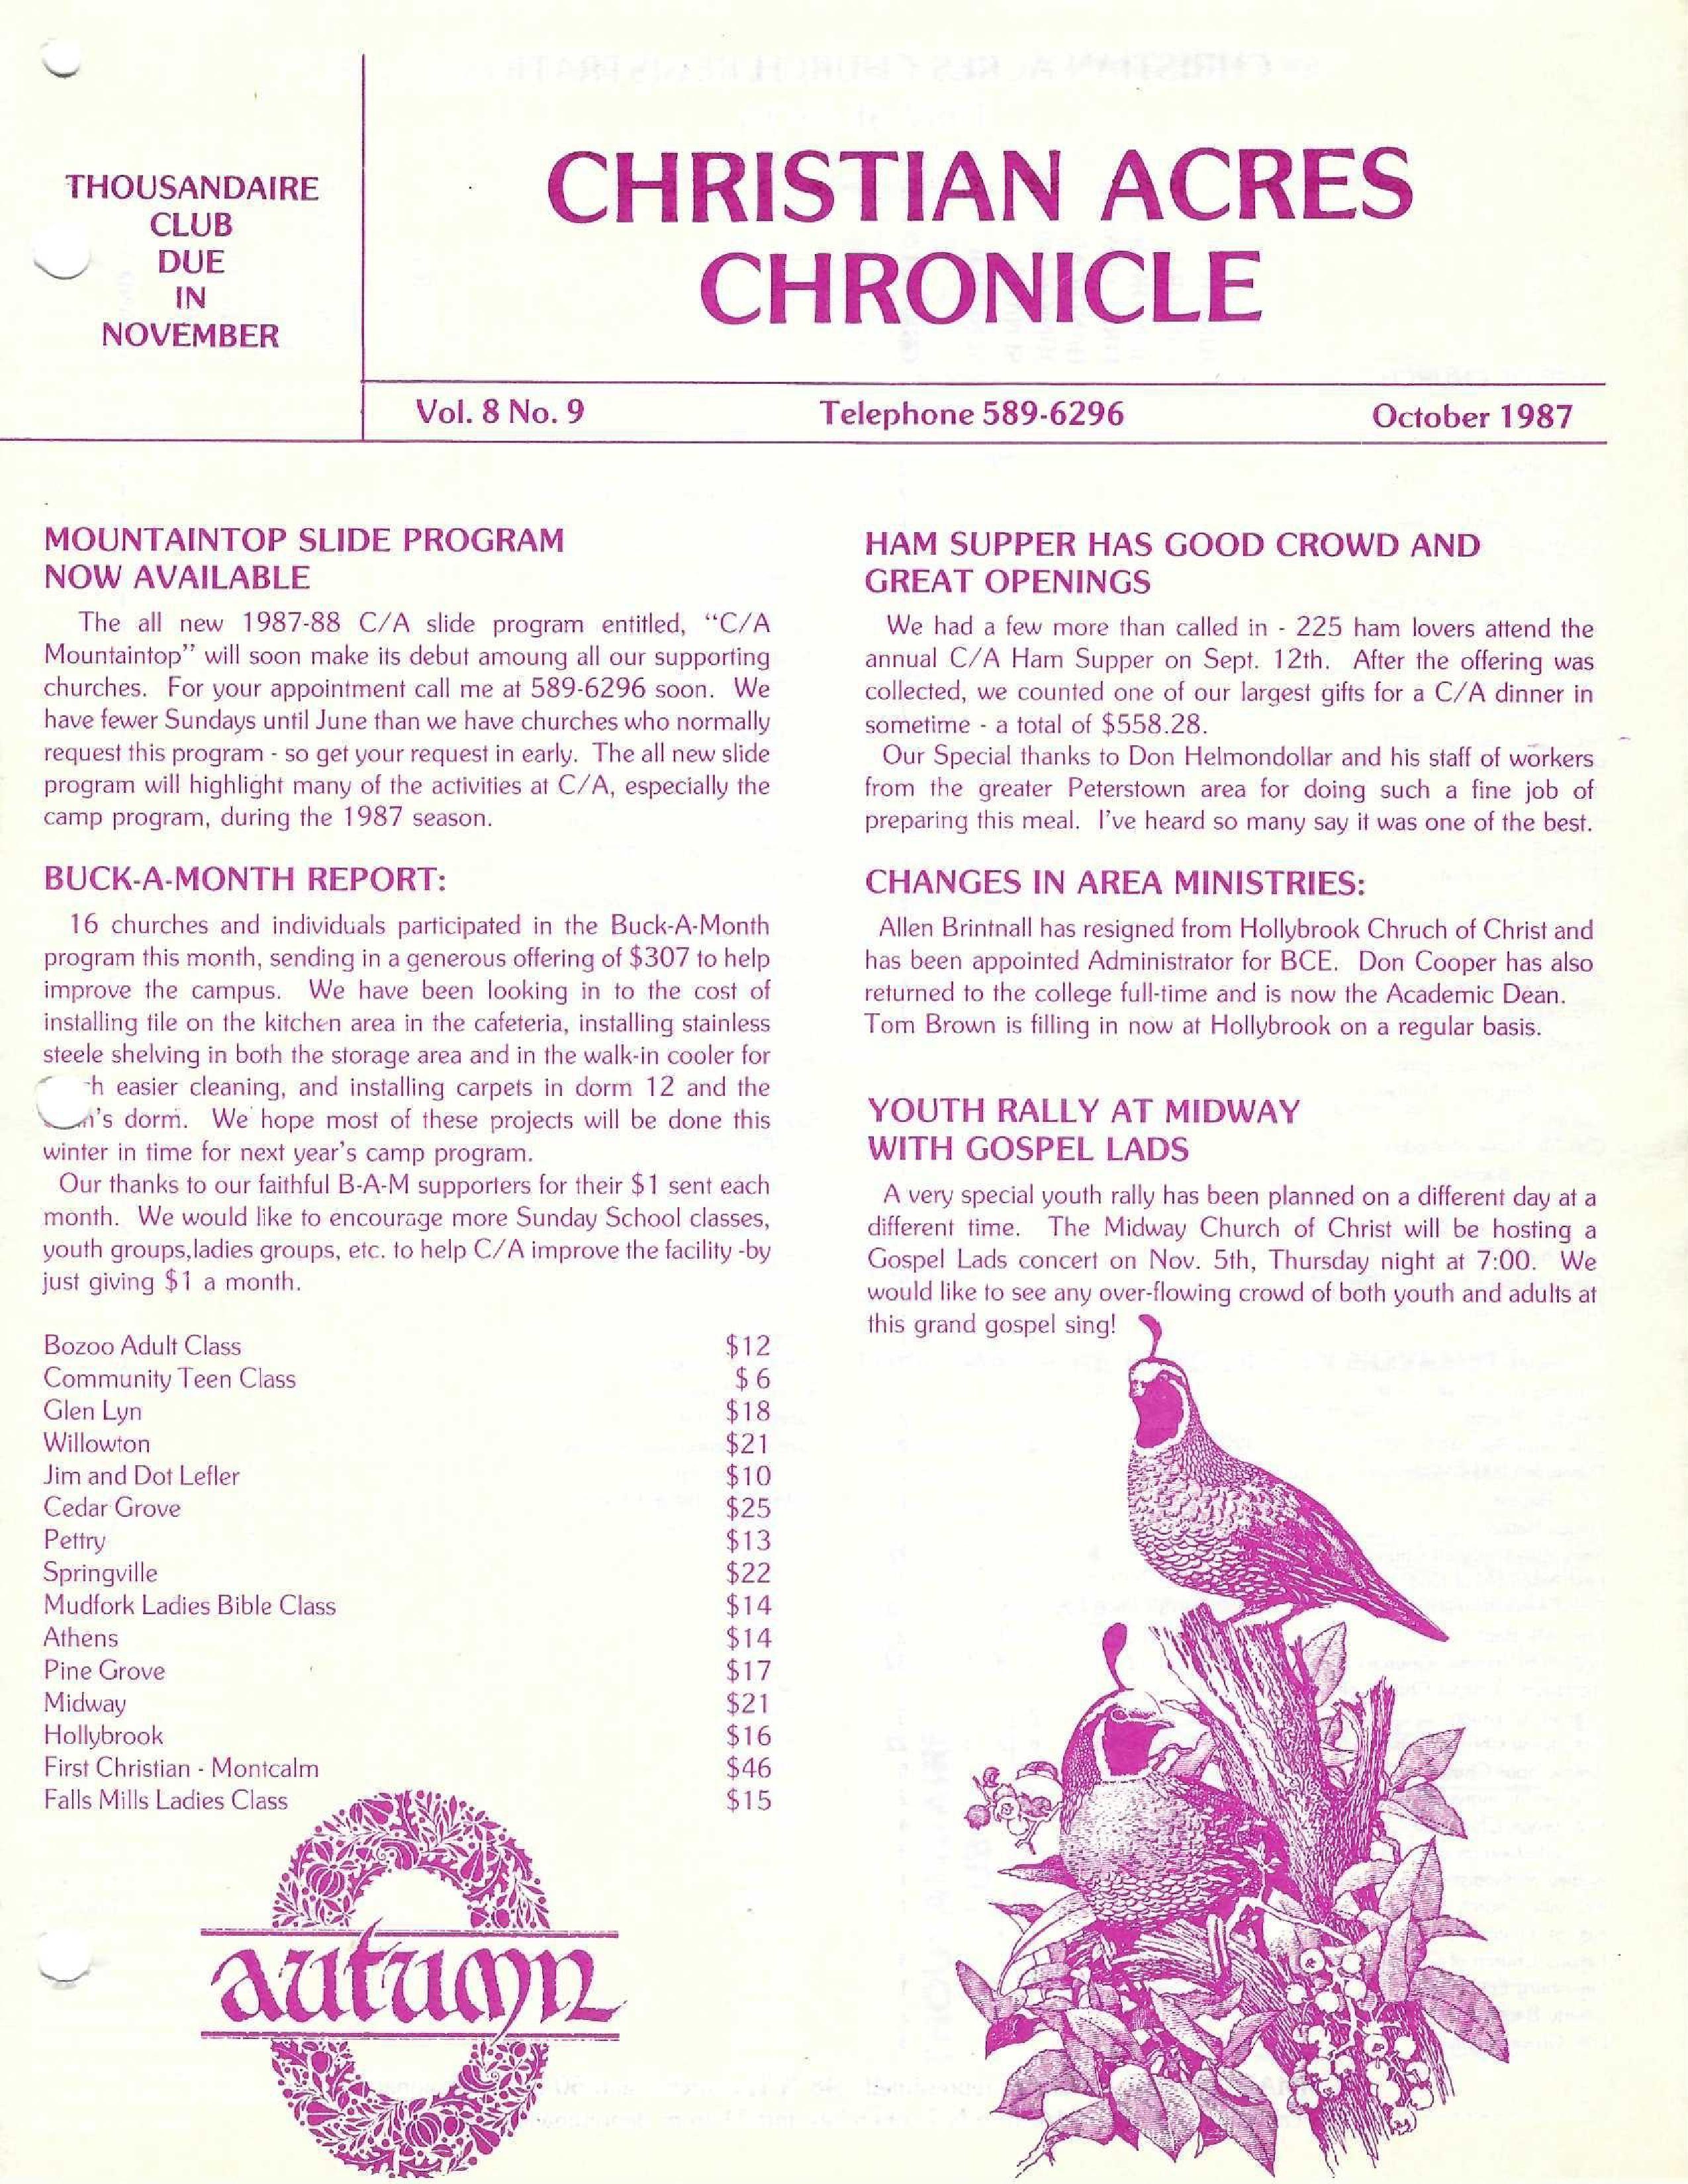 THOUSANDAIRE
CLUB
DUE
IN
NOVEMBER
CHRISTIAN ACRES
CHRONICLE
Vol. 8 No. 9 Telephone 589-6296 October 1987
MOUNTAINTOP SLIDE PROGRAM
NOW AVAILABLE
The all new 1987-88 C/A slide program entitled, “C/A
Mountaintop” will soon make its debut amoung all our supporting
churches. For your appointment call me at 589-6296 soon. We
have fewer Sundays until June than we have churches who normally
request this program - so get your request in early. The all new slide
program will highlight many of the activities at C/A, especially the
camp program, during the 1987 season.
BUCK-A-MONTH REPORT:
16 churches and individuals participated in the Buck-A-Month
program this month, sending in a generous offering of $307 to help
improve the campus. We have been looking in to the cost of
installing tile on the kitchen area in the cafeteria, installing stainless
steele shelving in both the storage area and in the walk-in cooler for
easier cleaning, and installing carpets in dorm 12 and the
dorm. We hope most of these projects will be done this
winter in time for next year's camp program.
Our thanks to our faithful B-A-M supporters for their $1 sent each
month. We would like to encourage more Sunday School classes,
youth groups,ladies groups, etc. to help C/A improve the facility -by
just giving $1 a month.
Bozoo Adult Class $12
Community Teen Class $ 6
Glen Lyn $18
Willowton $21
Jim and Dot Lefler $10
Cedar Grove $25
Pettry $13
Springville $22
Mudfork Ladies Bible Class $14
Athens $14
Pine Grove $17
Midway $21
Hollybrook $16
First Christian - Montcalm $46
Falls Mills Ladies Class $15
autumn
HAM SUPPER HAS GOOD CROWD AND
GREAT OPENINGS
We had a few more than called in - 225 ham lovers attend the
annual C/A Ham Supper on Sept. 12th. After the offering was
collected, we counted one of our largest gifts for a C/A dinner in
sometime - a total of $558.28.
Our Special thanks to Don Helmondollar and his staff of workers
from the greater Peterstown area for doing such a fine job of
preparing this meal. I've heard so many say it was one of the best.
CHANGES IN AREA MINISTRIES:
Allen Brintnall has resigned from Hollybrook Chruch of Christ and
has been appointed Administrator for BCE. Don Cooper has also
returned to the college full-time and is now the Academic Dean.
Tom Brown is filling in now at Hollybrook on a regular basis.
YOUTH RALLY AT MIDWAY
WITH GOSPEL LADS
A very special youth rally has been planned on a different day at a
different time. The Midway Church of Christ will be hosting a
Gospel Lads concert on Nov. 5th, Thursday night at 7:00. We
would like to see any over-flowing crowd of both youth and adults at
this grand gospel sing!